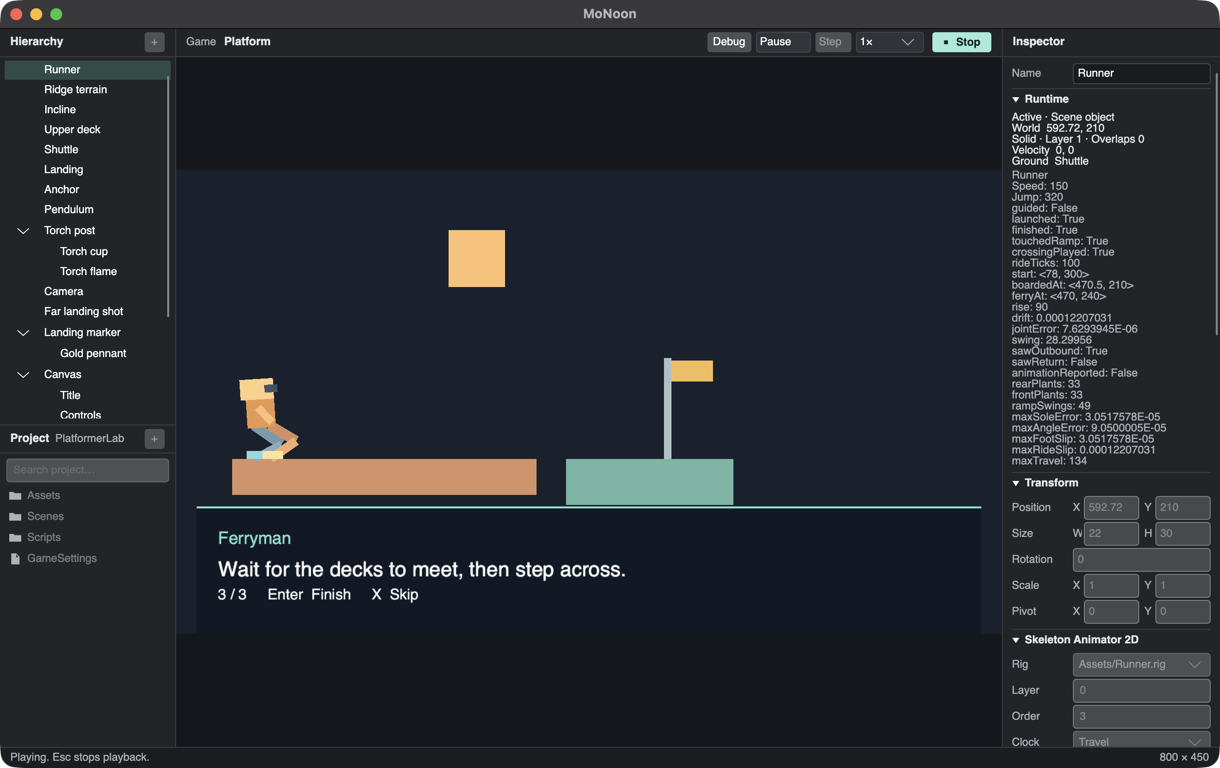 MoNoon
Hierarchy
+
Game Platform
Debug
Pause
Step
1×
Stop
Inspector
Runner
Ridge terrain
Incline
Upper deck
Shuttle
Landing
Anchor
Pendulum
Torch post
Torch cup
Torch flame
Camera
Far landing shot
Landing marker
Gold pennant
Canvas
Title
Controls
Project PlatformerLab
+
Search project...
Assets
Scenes
Scripts
GameSettings
Ferryman
Wait for the decks to meet, then step across.
3 / 3 Enter Finish X Skip
Name Runner
Runtime
Active · Scene object
World 592.72, 210
Solid · Layer 1 · Overlaps 0
Velocity 0, 0
Ground Shuttle
Runner
Speed: 150
Jump: 320
guided: False
launched: True
finished: True
touchedRamp: True
crossingPlayed: True
rideTicks: 100
start: <78, 300>
boardedAt: <470.5, 210>
ferryAt: <470, 240>
rise: 90
drift: 0.00012207031
jointError: 7.6293945E-06
swing: 28.29956
sawOutbound: True
sawReturn: False
animationReported: False
rearPlants: 33
frontPlants: 33
rampSwings: 49
maxSoleError: 3.0517578E-05
maxAngleError: 9.0500005E-05
maxFootSlip: 3.0517578E-05
maxRideSlip: 0.00012207031
maxTravel: 134
Transform
Position X 592.72 Y 210
Size W 22 H 30
Rotation 0
Scale X 1 Y 1
Pivot X 0 Y 0
Skeleton Animator 2D
Rig Assets/Runner.rig
Layer 0
Order 3
Clock Travel
Playing. Esc stops playback.
800 × 450